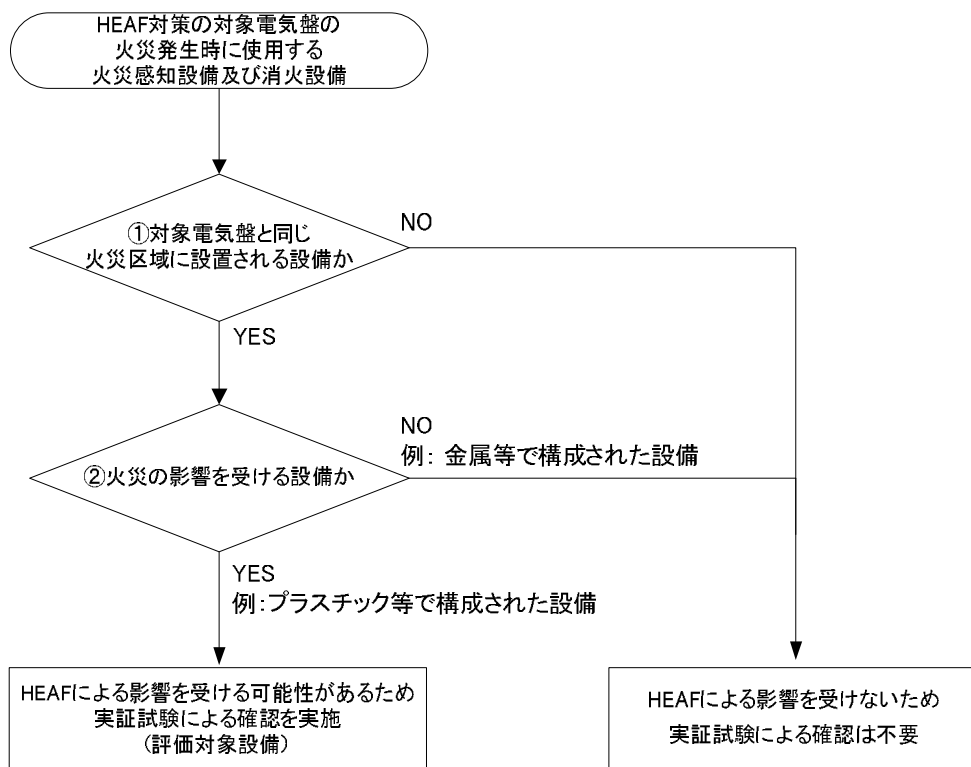 HEAF対策の対象電気盤の
火災発生時に使用する
火災感知設備及び消火設備
①対象電気盤と同じ
火災区域に設置される設備か
NO
YES
②火災の影響を受ける設備か
NO
例： 金属等で構成された設備
YES
例：プラスチック等で構成された設備
HEAFによる影響を受ける可能性があるため
実証試験による確認を実施
（評価対象設備）
HEAFによる影響を受けないため
実証試験による確認は不要